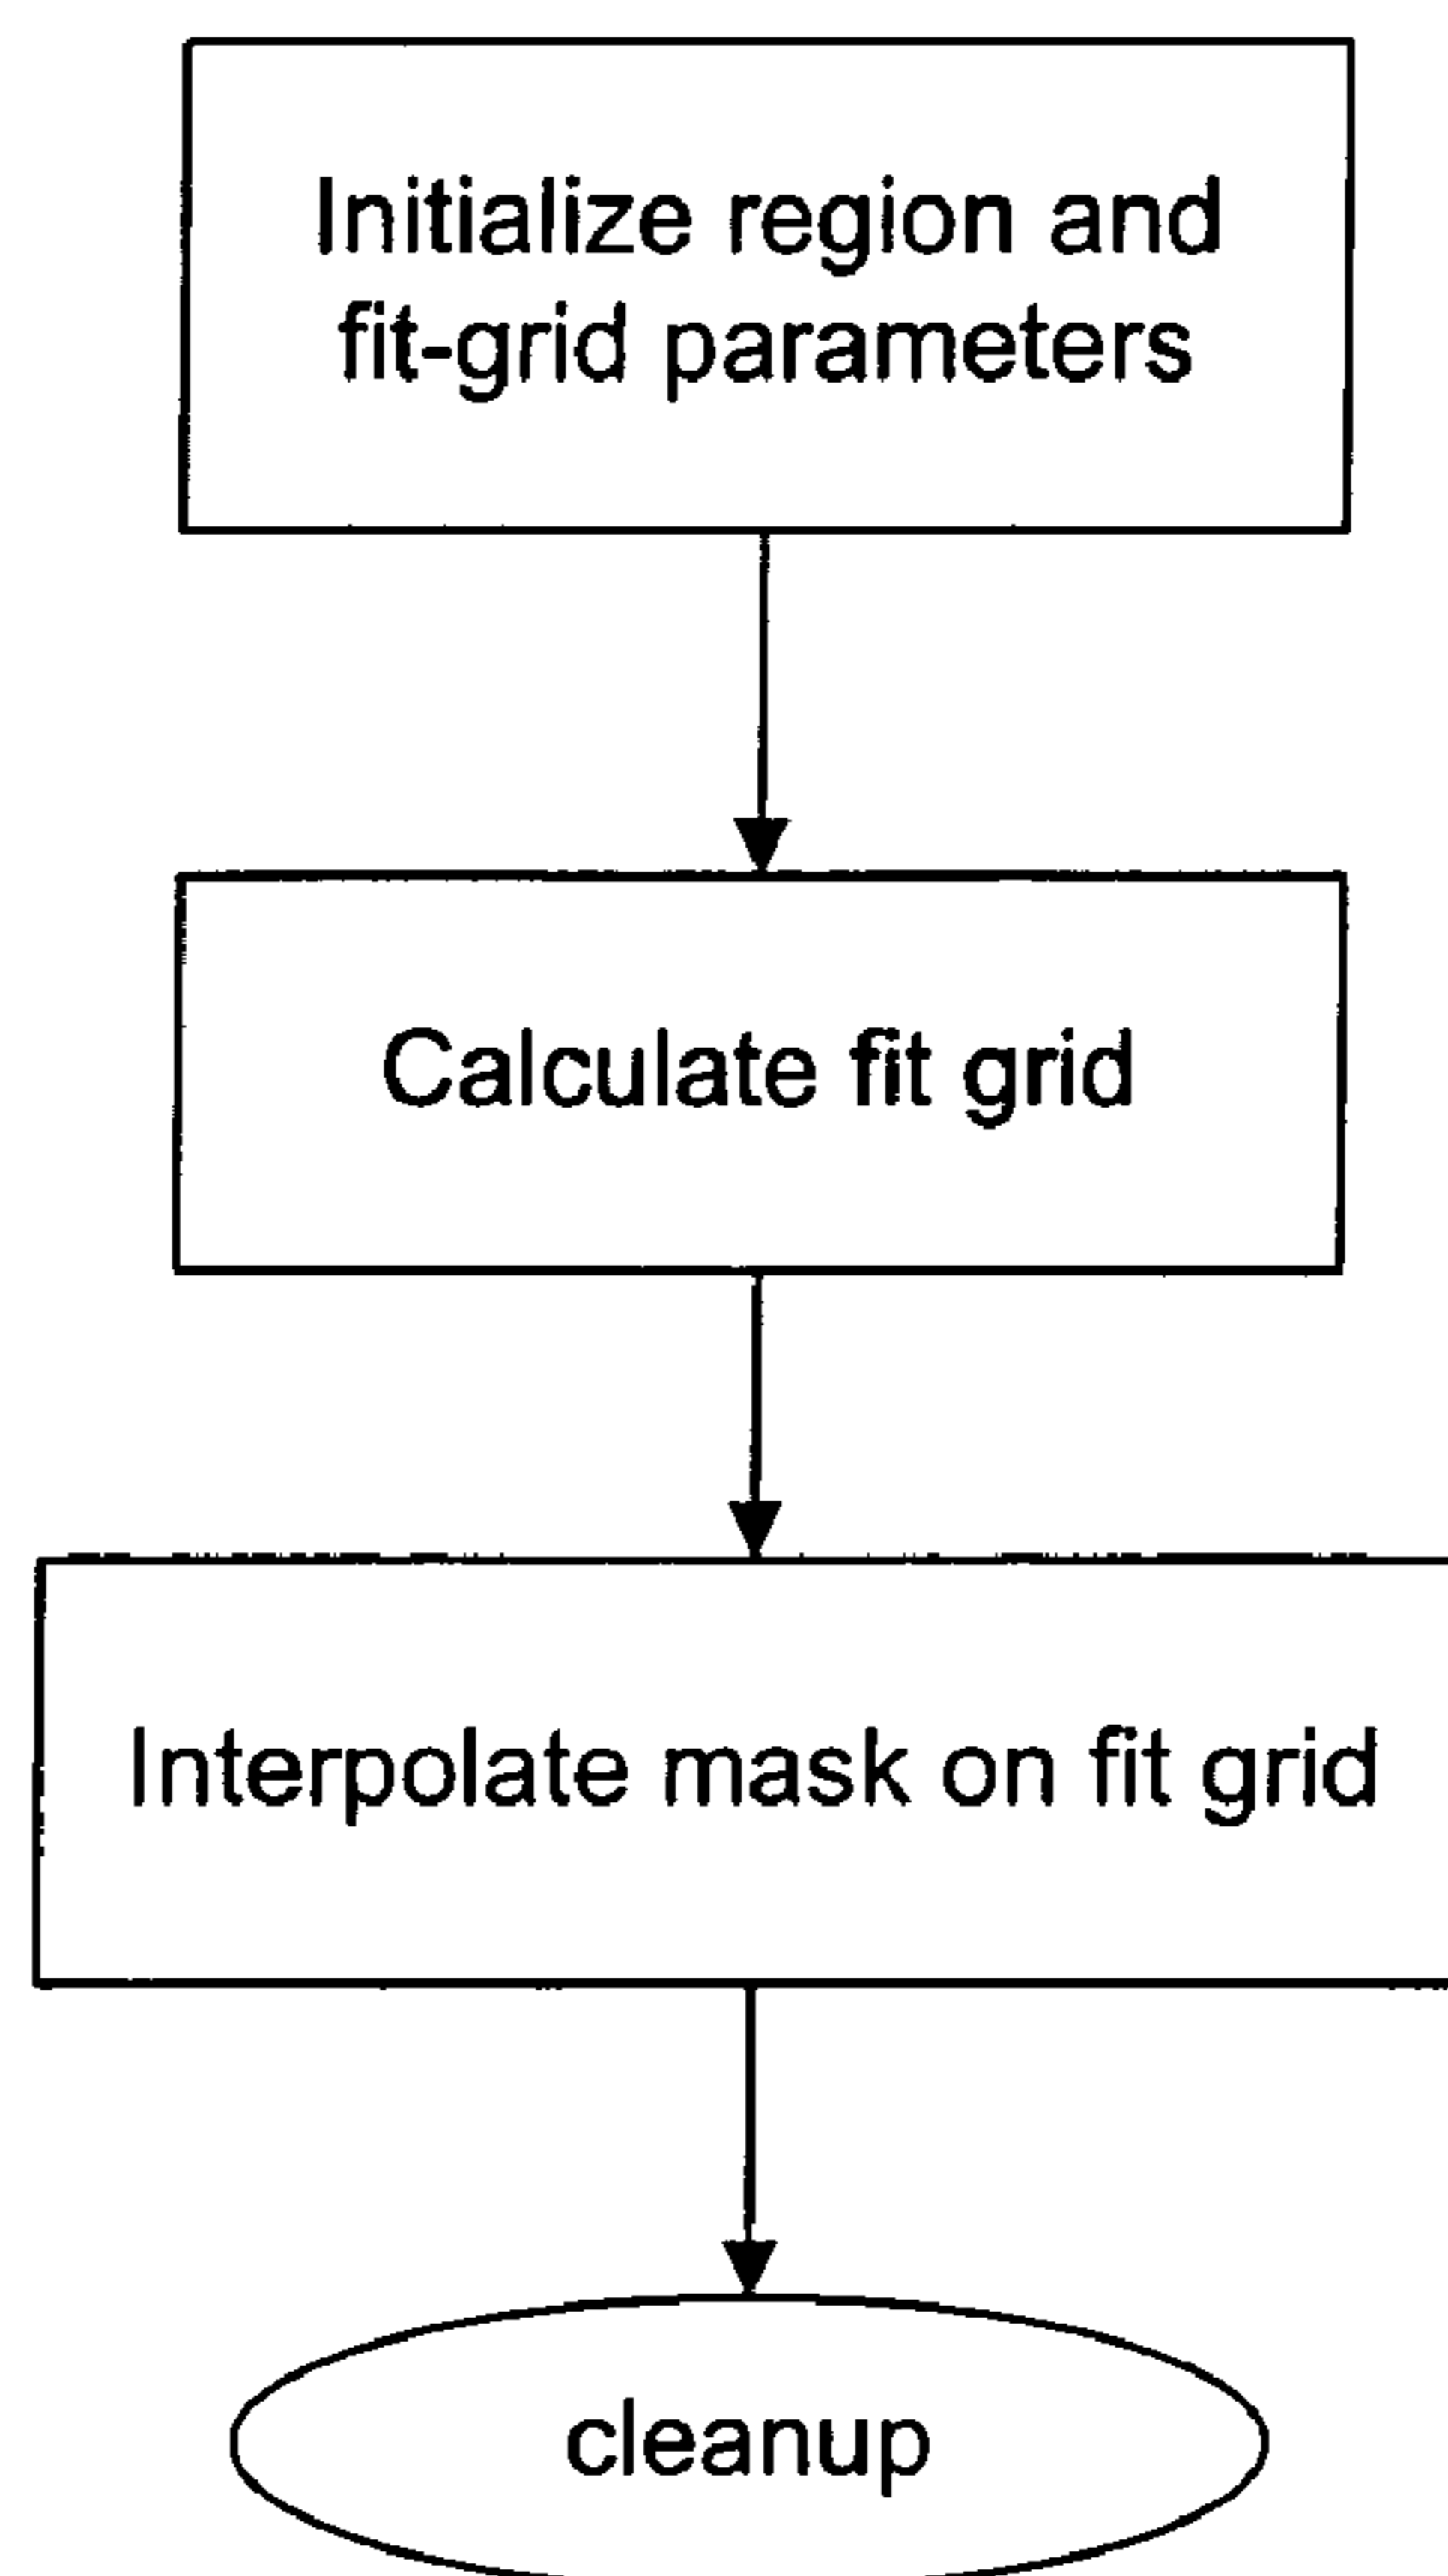 Initialize region and
fit-grid parameters
Calculate fit grid
Interpolate mask on fit grid
cleanup